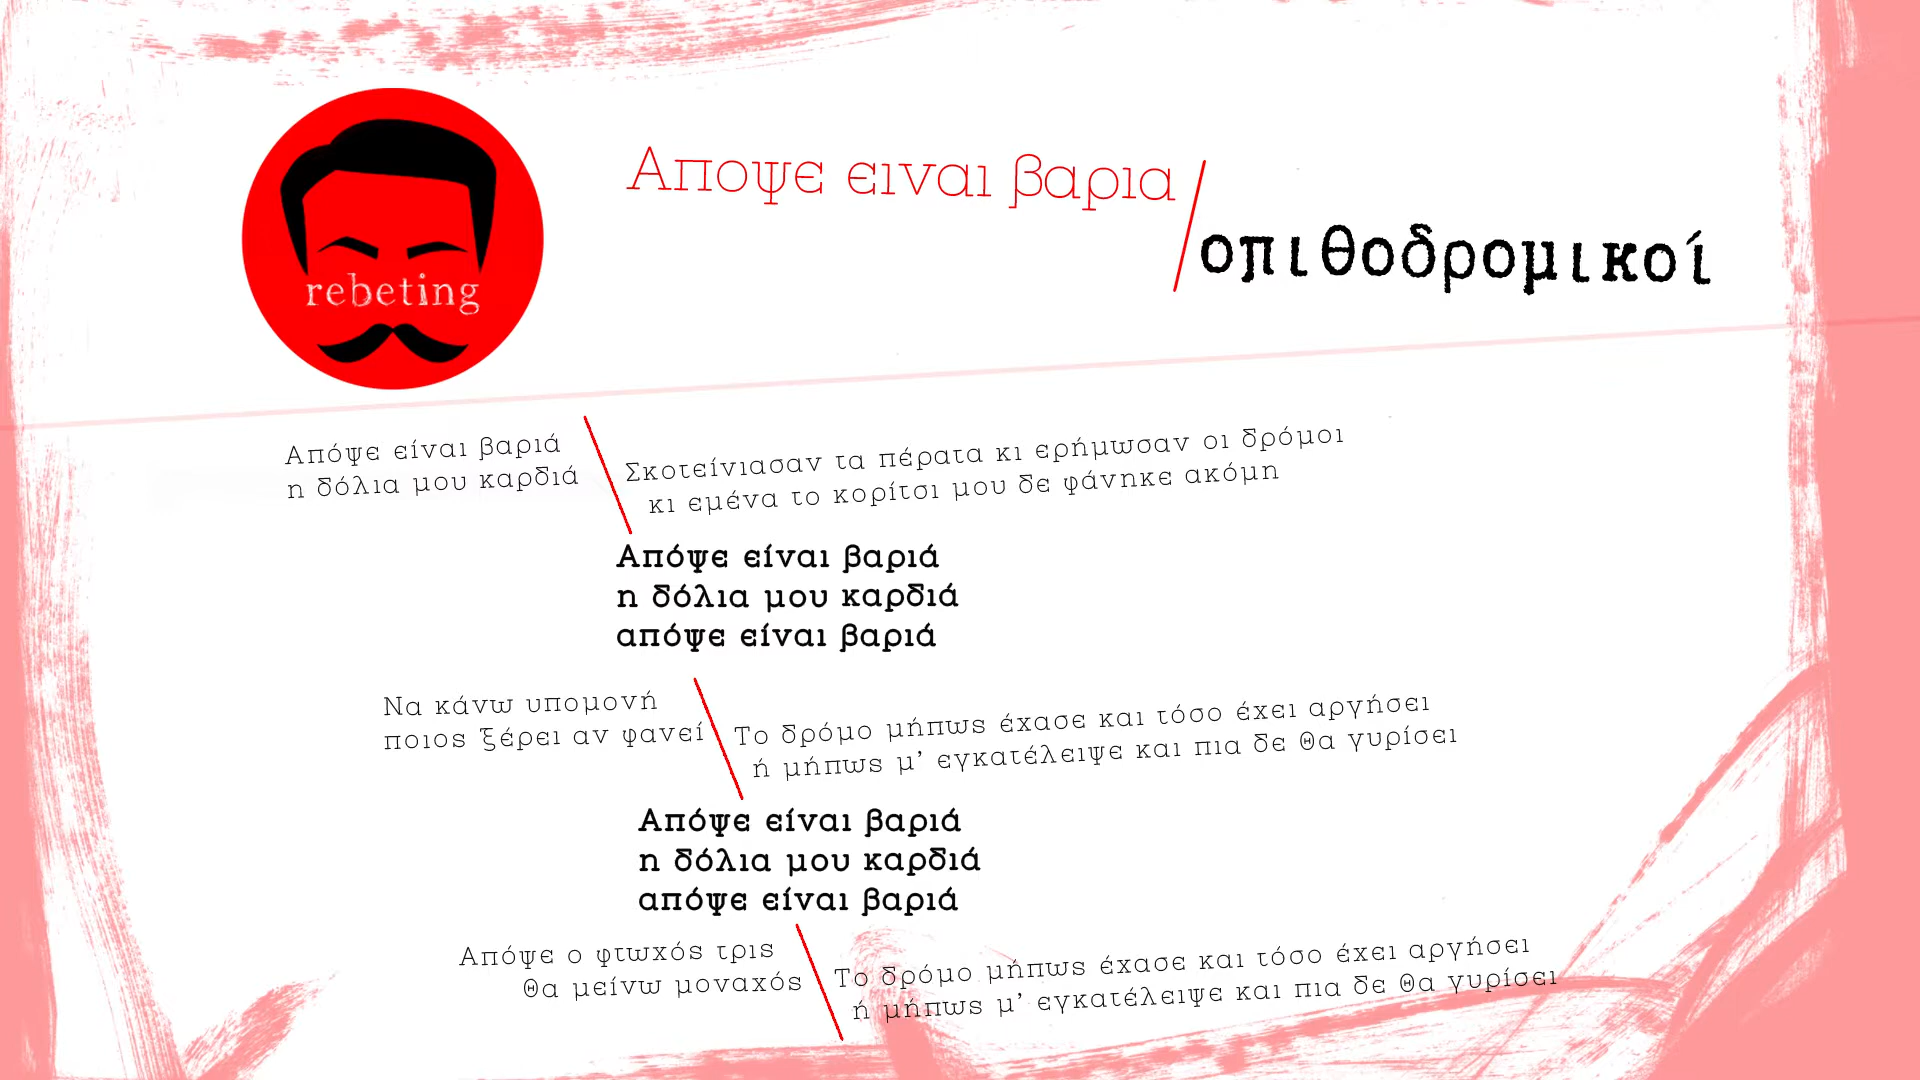 rebeting
Αποψε ειναι βαρια
οπιθοδρομικοί
Απόψε είναι βαριά
η δόλια μου καρδιά
Σκοτείνιασαν τα πέρατα κι ερήμωσαν οι δρόμοι
κι εμένα το κορίτσι μου δε φάνηκε ακόμη
Απόψε είναι βαριά
η δόλια μου καρδιά
απόψε είναι βαριά
Να κάνω υπομονή
ποιος ξέρει αν φανεί
Το δρόμο μήπως έχασε και τόσο έχει αργήσει
ή μήπως μ' εγκατέλειψε και πια δε θα γυρίσει
Απόψε είναι βαριά
η δόλια μου καρδιά
απόψε είναι βαριά
Απόψε ο φτωχός τρις
Θα μείνω μοναχός
Το δρόμο μήπως έχασε και τόσο έχει αργήσει
ή μήπως μ' εγκατέλειψε και πια δε θα γυρίσει